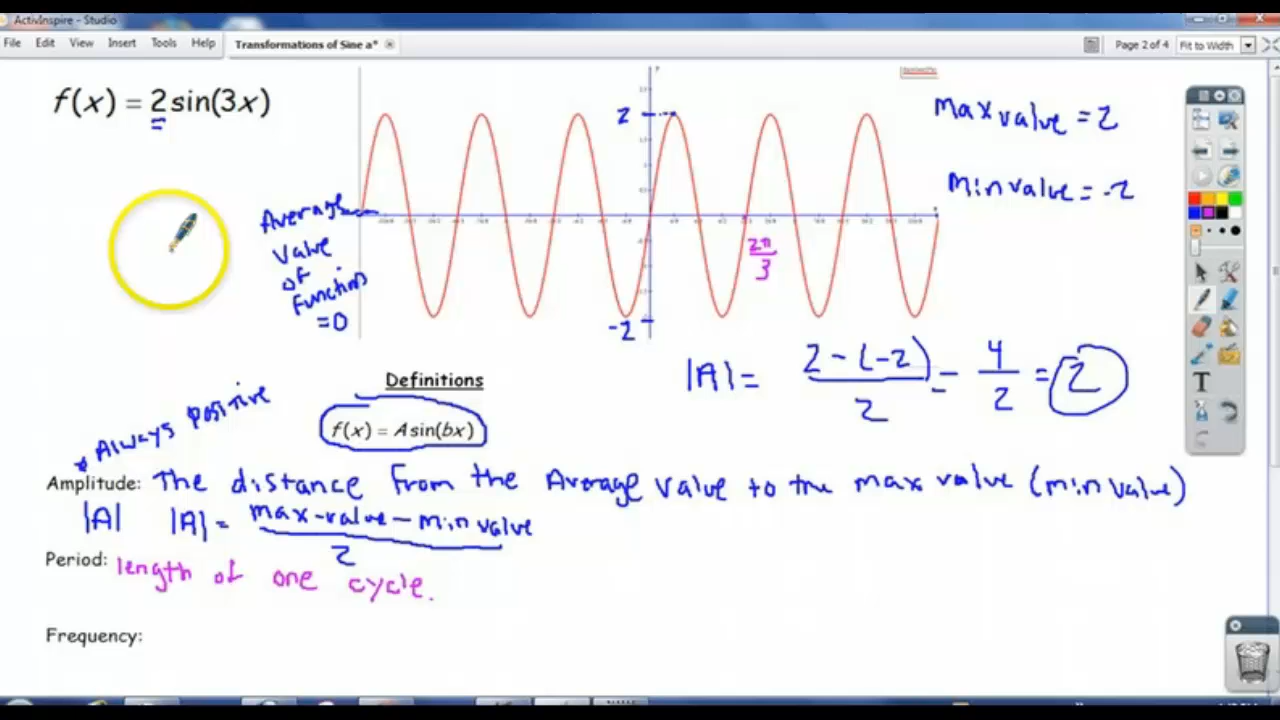 ActivInspire - Studio
File Edit View Insert Tools Help
Transformations of Sine a*
Page 2 of 4
Fit to Width
f(x) = 2sin(3x)
2
-2
2π/3
Average
Value
of
Function
=0
max value = 2
min value = -2
|A| = (2-(-2))/2 = 4/2 = 2
Definitions
f(x) = Asin(bx)
* Always positive
Amplitude: The distance from the Average value to the max value (min value)
|A| |A| = (max-value - min value)/2
Period: length of one cycle.
Frequency:
T